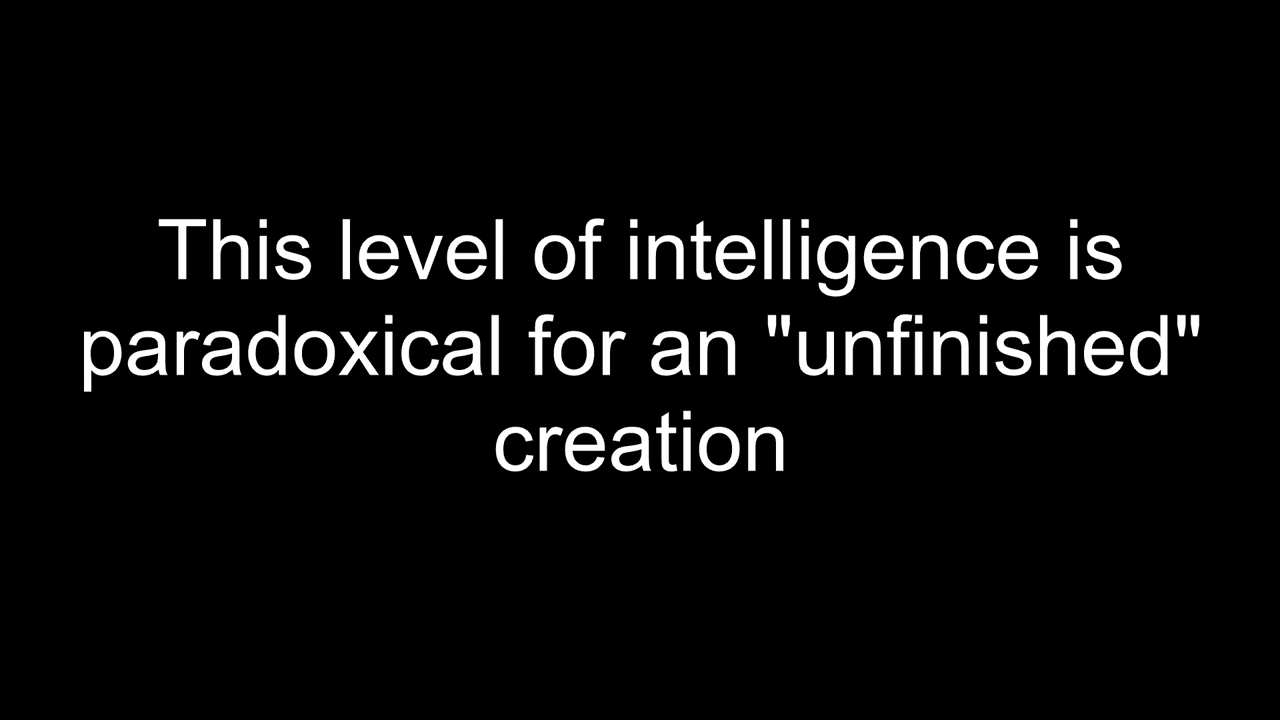 This level of intelligence is
paradoxical for an "unfinished"
creation